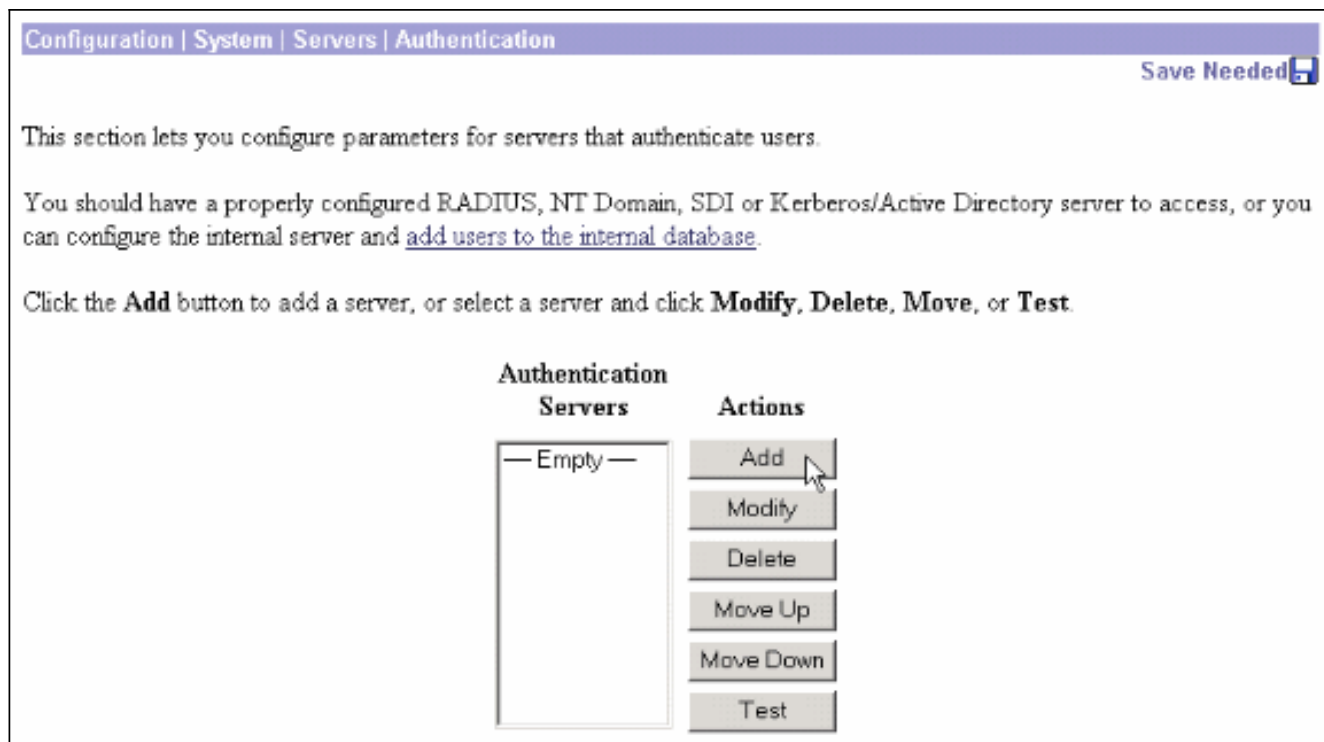 Configuration | System | Servers | Authentication
Save Needed
This section lets you configure parameters for servers that authenticate users.
You should have a properly configured RADIUS, NT Domain, SDI or Kerberos/Active Directory server to access, or you
can configure the internal server and add users to the internal database.
Click the Add button to add a server, or select a server and click Modify, Delete, Move, or Test.
Authentication
Servers
Actions
— Empty —
Add
Modify
Delete
Move Up
Move Down
Test